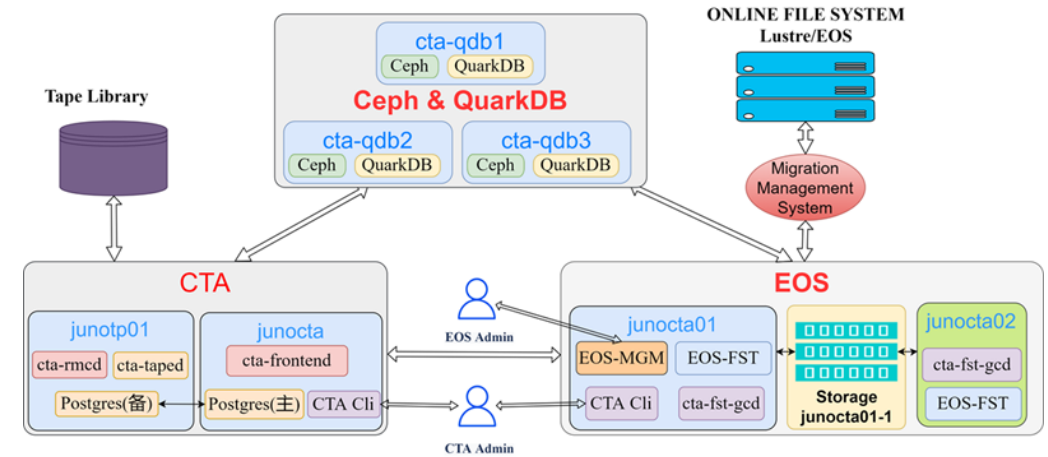 ONLINE FILE SYSTEM
Lustre/EOS
cta-qdb1
Ceph QuarkDB
Ceph & QuarkDB
cta-qdb2 cta-qdb3
Ceph QuarkDB Ceph QuarkDB
Tape Library
Migration
Management
System
CTA
junotp01 junocta
cta-rmcd cta-taped cta-frontend
Postgres(备) Postgres(主) CTA Cli
EOS Admin
CTA Admin
EOS
junocta01
EOS-MGM EOS-FST
CTA Cli cta-fst-gcd
Storage
junocta01-1
junocta02
cta-fst-gcd
EOS-FST